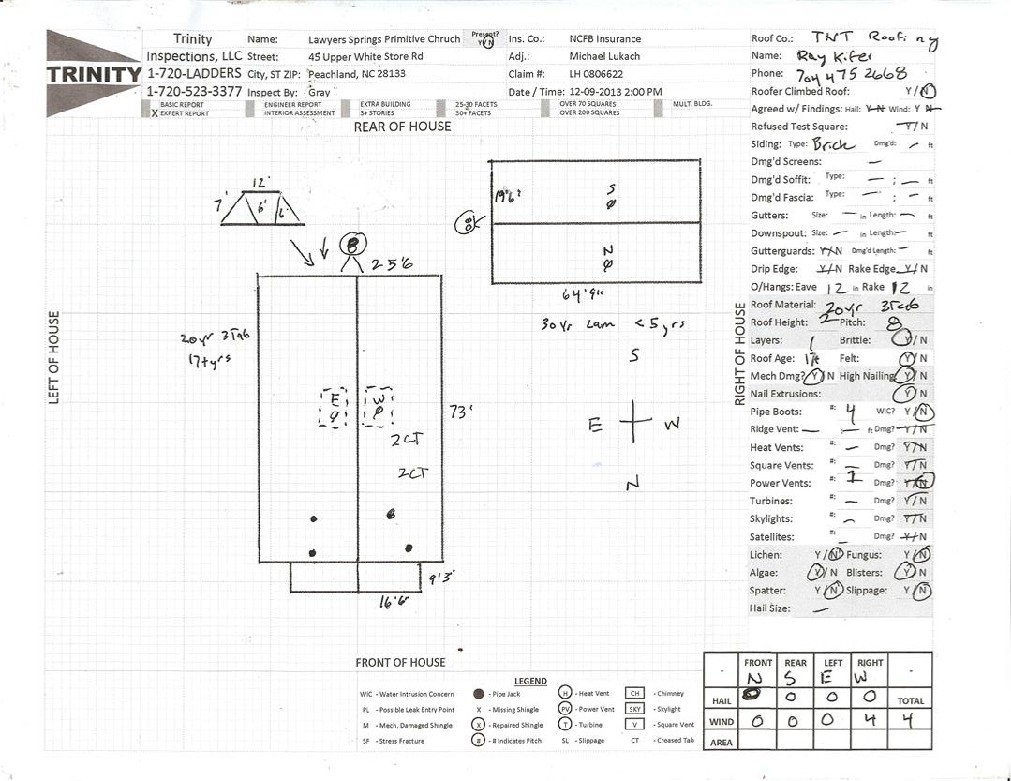 TRINITY
Trinity
Inspections, LLC
1-720-LADDERS
1-720-523-3377
Name: Lawyers Springs Primitive Chruch Present? Y/N
Street: 45 Upper White Store Rd
City, ST ZIP: Peachland, NC 28133
Inspect By: Gray
Ins. Co.: NCFB Insurance
Adj.: Michael Lukach
Claim #: LH 0806622
Date / Time: 12-09-2013 2:00 PM
BASIC REPORT
X EXPERT REPORT
ENGINEER REPORT
INTERIOR ASSESSMENT
EXTRA BUILDING
3+ STORIES
25-30 FACETS
30+ FACETS
OVER 70 SQUARES
OVER 200 SQUARES
MULT. BLDG.
REAR OF HOUSE
LEFT OF HOUSE
RIGHT OF HOUSE
FRONT OF HOUSE
12'
7'
6'
8
25'6
20yr 3Tab
17+yrs
E
W
73'
2CT
2CT
9'3"
16'6"
19'6"
8
S
N
64'9"
30yr Lam <5yrs
S
E W
N
Roof Co.: TNT Roofing
Name: Ray Kifer
Phone: 704 475 2668
Roofer Climbed Roof: Y/N
Agreed w/ Findings: Hail: Y N Wind: Y N
Refused Test Square: Y/N
Siding: Type: Brick Dmg'd: - ft
Dmg'd Screens: -
Dmg'd Soffit: Type: - : - ft
Dmg'd Fascia: Type: - : - ft
Gutters: Size: - in Length: - ft
Downspout: Size: - in Length: - ft
Gutterguards: Y/N Dmg'd Length: - ft
Drip Edge: Y/N Rake Edge Y/N
O/Hangs: Eave 12 in Rake 12 in
Roof Material: 20yr 3Tab
Roof Height: Pitch: 8
Layers: 1 Brittle: Y/N
Roof Age: Felt: Y/N
Mech Dmg? Y/N High Nailing Y/N
Nail Extrusions: Y/N
Pipe Boots: #: 4 WC? Y/N
Ridge Vent: - - ft Dmg? Y/N
Heat Vents: #: - Dmg? Y/N
Square Vents: #: - Dmg? Y/N
Power Vents: #: 1 Dmg? Y/N
Turbines: #: - Dmg? Y/N
Skylights: #: - Dmg? Y/N
Satellites: #: - Dmg? Y/N
Lichen: Y/N Fungus: Y/N
Algae: Y/N Blisters: Y/N
Spatter: Y/N Slippage: Y/N
Hail Size: -
LEGEND
WC - Water Intrusion Concern
PL - Possible Leak Entry Point
M - Mech. Damaged Shingle
SF - Stress Fracture
- Pipe Jack
X - Missing Shingle
X - Repaired Shingle
# - # Indicates Pitch
H - Heat Vent
PV - Power Vent
T - Turbine
SL - Slippage
CH - Chimney
SKY - Skylight
V - Square Vent
CT - Creased Tab
FRONT REAR LEFT RIGHT
N S E W
HAIL 0 0 0 0 TOTAL
WIND 0 0 0 4 4
AREA